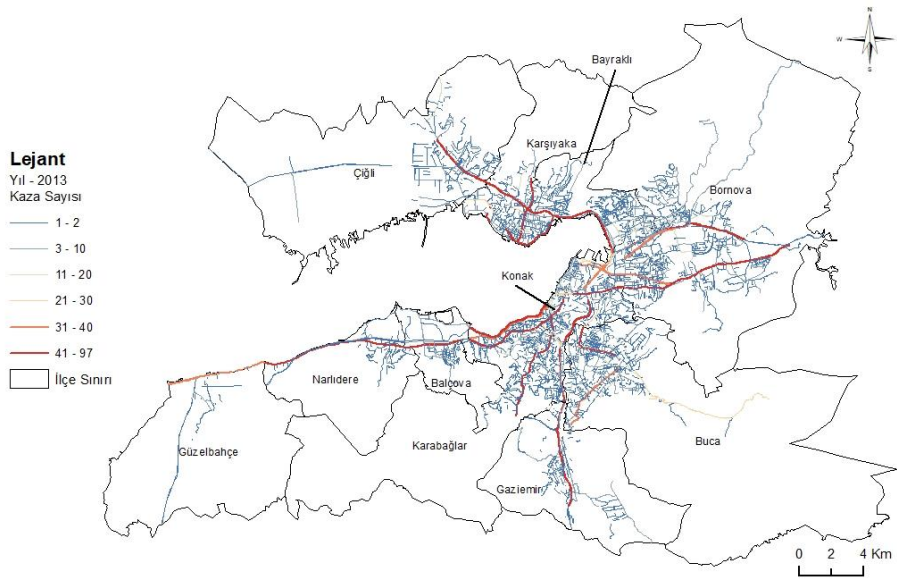 N
W
E
S
Bayraklı
Karşıyaka
Çiğli
Bornova
Konak
Lejant
Yıl - 2013
Kaza Sayısı
1 - 2
3 - 10
11 - 20
21 - 30
31 - 40
41 - 97
İlçe Sınırı
Narlıdere
Balçova
Güzelbahçe
Karabağlar
Buca
Gaziemir
0 2 4 Km